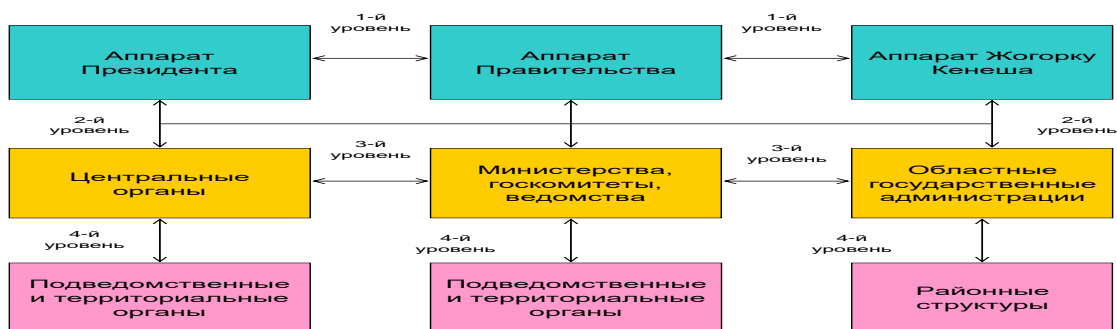 1-й
уровень
1-й
уровень
Аппарат
Президента
Аппарат
Правительства
Аппарат Жогорку
Кенеша
2-й
уровень
2-й
уровень
3-й
уровень
3-й
уровень
Центральные
органы
Министерства,
госкомитеты,
ведомства
Областные
государственные
администрации
4-й
уровень
4-й
уровень
4-й
уровень
Подведомственные
и территориальные
органы
Подведомственные
и территориальные
органы
Районные
структуры